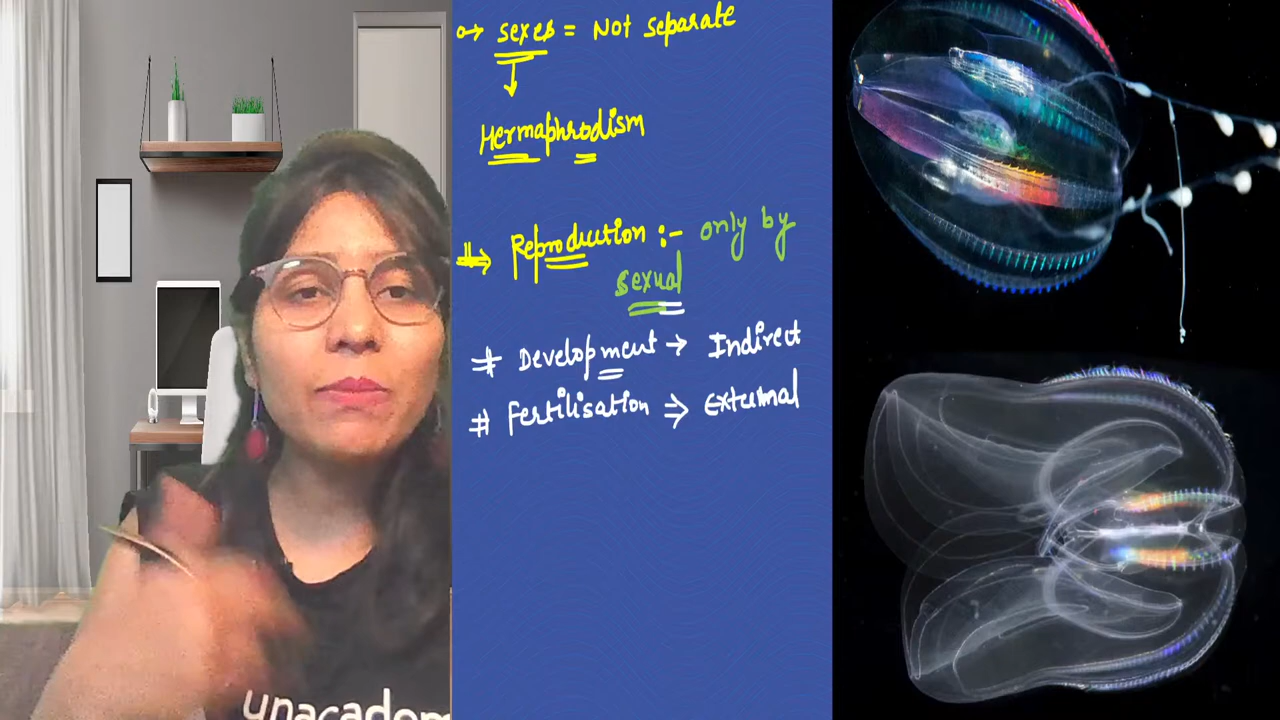 sexes = Not separate
Hermaphrodism
Reproduction :- only by
sexual
# Development → Indirect
# Fertilisation ⇒ External
unacadem